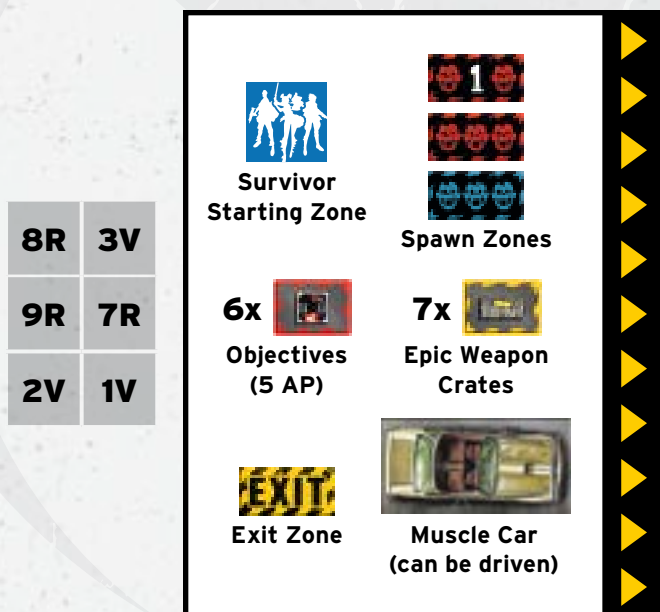 8R 3V
9R 7R
2V 1V
1
Survivor
Starting Zone
Spawn Zones
6x
Objectives
(5 AP)
7x
Epic Weapon
Crates
EXIT
Exit Zone
Muscle Car
(can be driven)